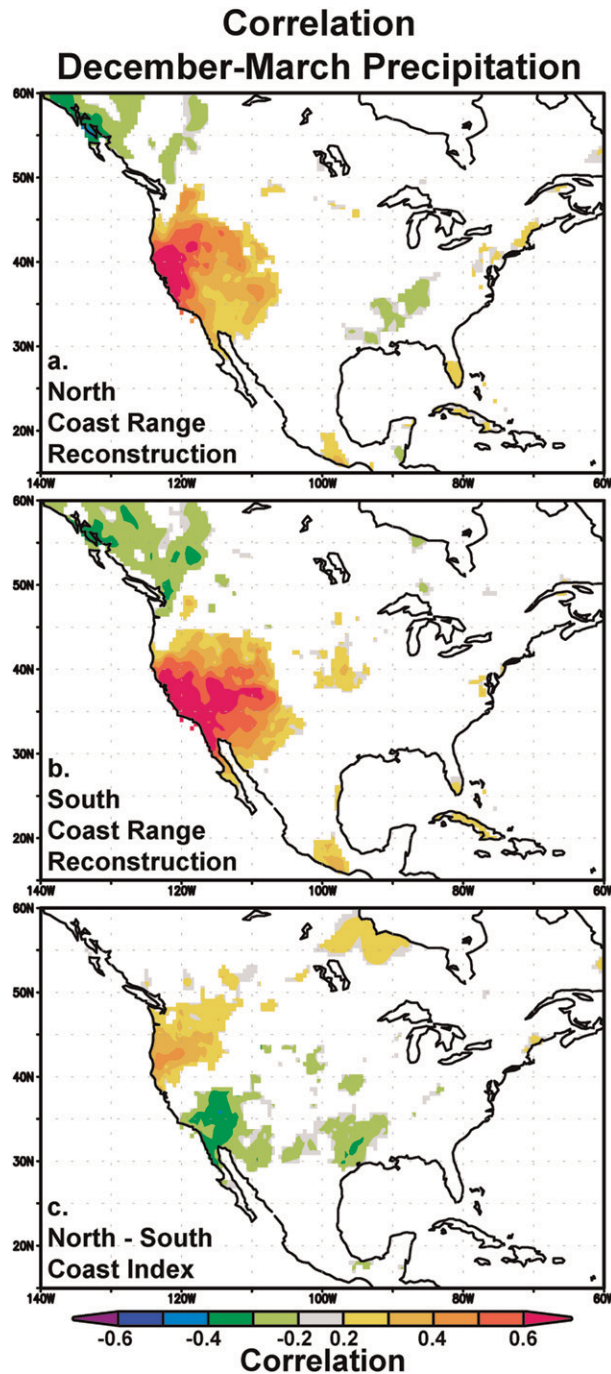 Correlation
December-March Precipitation
60N
50N
40N
30N
20N
a.
North
Coast Range
Reconstruction
140W 120W 100W 80W 60W
60N
50N
40N
30N
20N
b.
South
Coast Range
Reconstruction
140W 120W 100W 80W 60W
60N
50N
40N
30N
20N
c.
North - South
Coast Index
140W 120W 100W 80W 60W
-0.6 -0.4 -0.2 0.2 0.4 0.6
Correlation